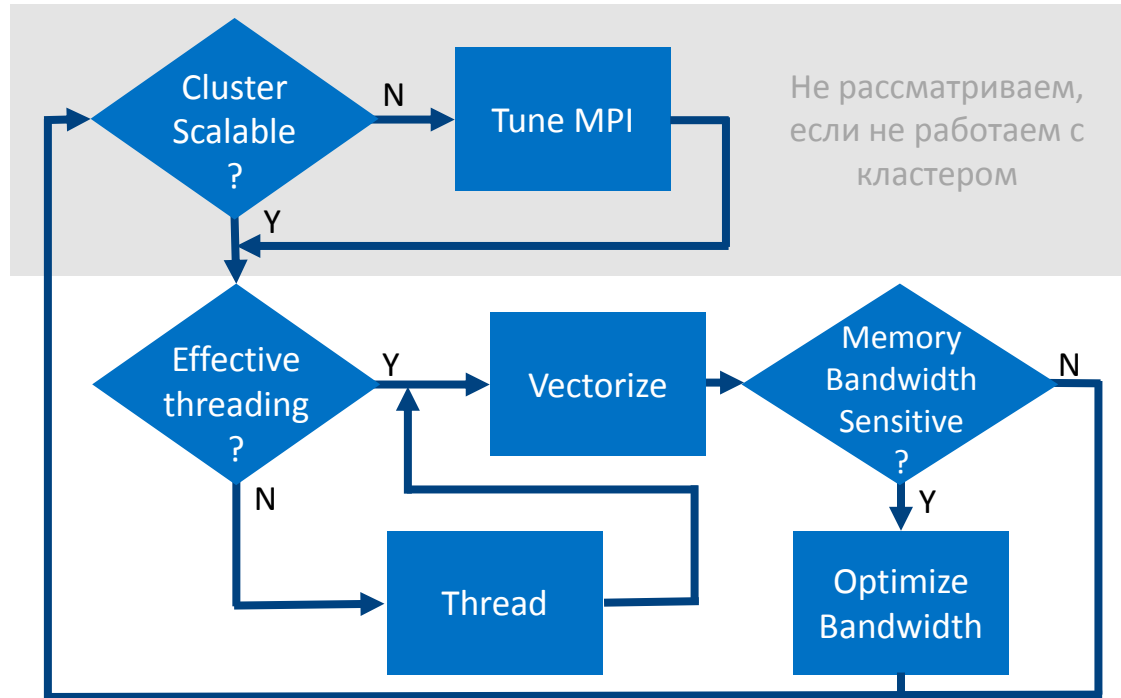 Cluster
Scalable
?
N
Tune MPI
Не рассматриваем,
если не работаем с
кластером
Y
Effective
threading
?
Y
Vectorize
Memory
Bandwidth
Sensitive
?
N
N
Y
Thread
Optimize
Bandwidth